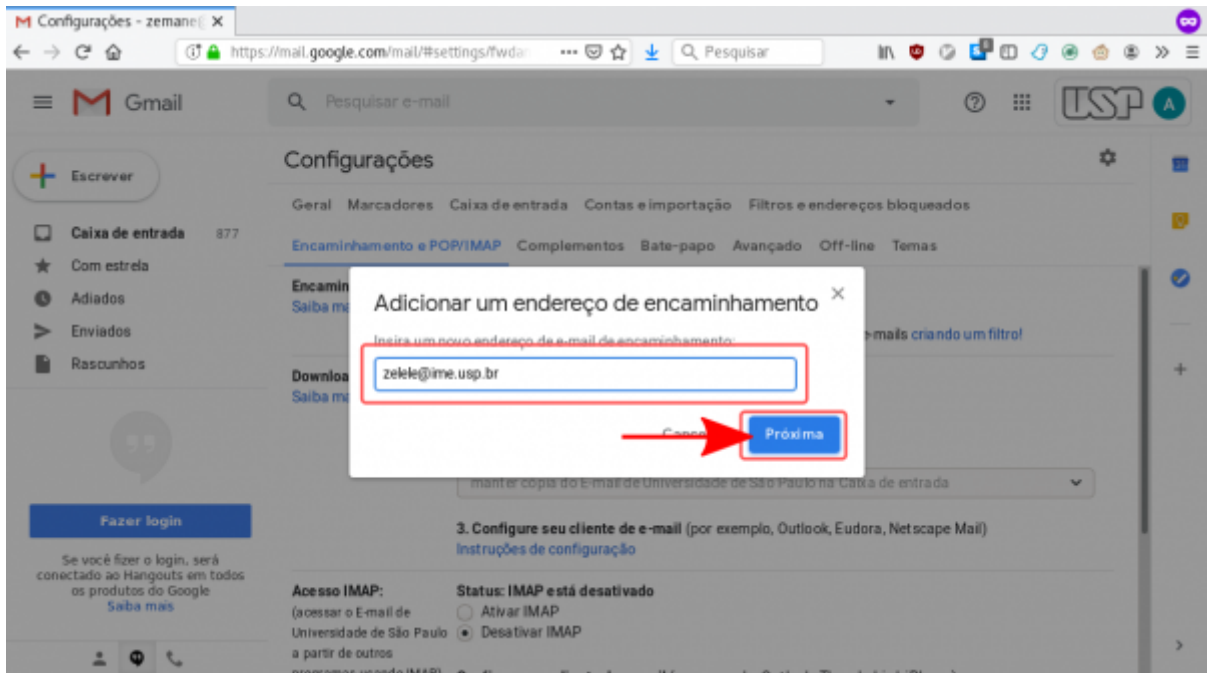 Configurações - zemane
https://mail.google.com/mail/#settings/fwda
Pesquisar
Gmail
Pesquisar e-mail
USP
A
Escrever
Configurações
Geral Marcadores Caixa de entrada Contas e importação Filtros e endereços bloqueados
Encaminhamento e POP/IMAP Complementos Bate-papo Avançado Off-line Temas
Caixa de entrada 877
Com estrela
Adiados
Enviados
Rascunhos
Encamin
Saiba ma
Adicionar um endereço de encaminhamento
Insira um novo endereço de e-mail de encaminhamento:
zelele@ime.usp.br
Próxima
e-mails criando um filtro!
Downloa
Saiba ma
manter cópia do E-mail de Universidade de São Paulo na Caixa de entrada
3. Configure seu cliente de e-mail (por exemplo, Outlook, Eudora, Netscape Mail)
Instruções de configuração
Fazer login
Se você fizer o login, será
conectado ao Hangouts em todos
os produtos do Google
Saiba mais
Acesso IMAP:
(acessar o E-mail de
Universidade de São Paulo
a partir de outros
programas usando IMAP)
Status: IMAP está desativado
Ativar IMAP
Desativar IMAP